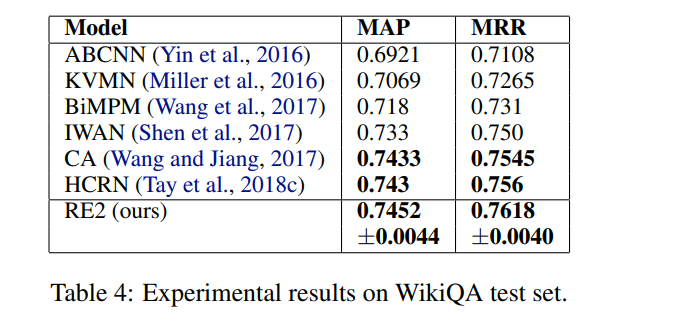 Model MAP MRR
ABCNN (Yin et al., 2016) 0.6921 0.7108
KVMN (Miller et al., 2016) 0.7069 0.7265
BiMPM (Wang et al., 2017) 0.718 0.731
IWAN (Shen et al., 2017) 0.733 0.750
CA (Wang and Jiang, 2017) 0.7433 0.7545
HCRN (Tay et al., 2018c) 0.743 0.756
RE2 (ours) 0.7452 0.7618
±0.0044 ±0.0040
Table 4: Experimental results on WikiQA test set.